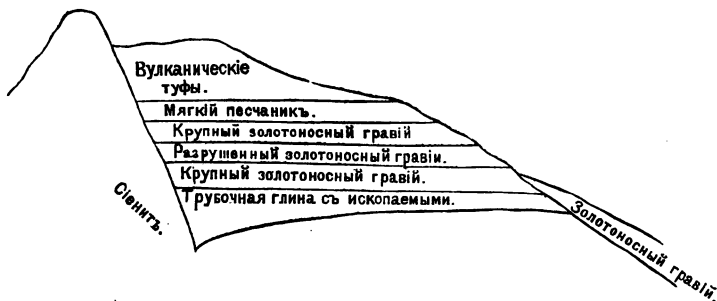 Вулканическіе
туфы.
Мягкій песчаникъ.
Крупный золотоносный гравій
Разрушенный золотоносный гравіи.
Крупный золотоносный гравій.
Трубочная глина съ ископаемыми.
Сіенитъ.
Золотоносный гравій.